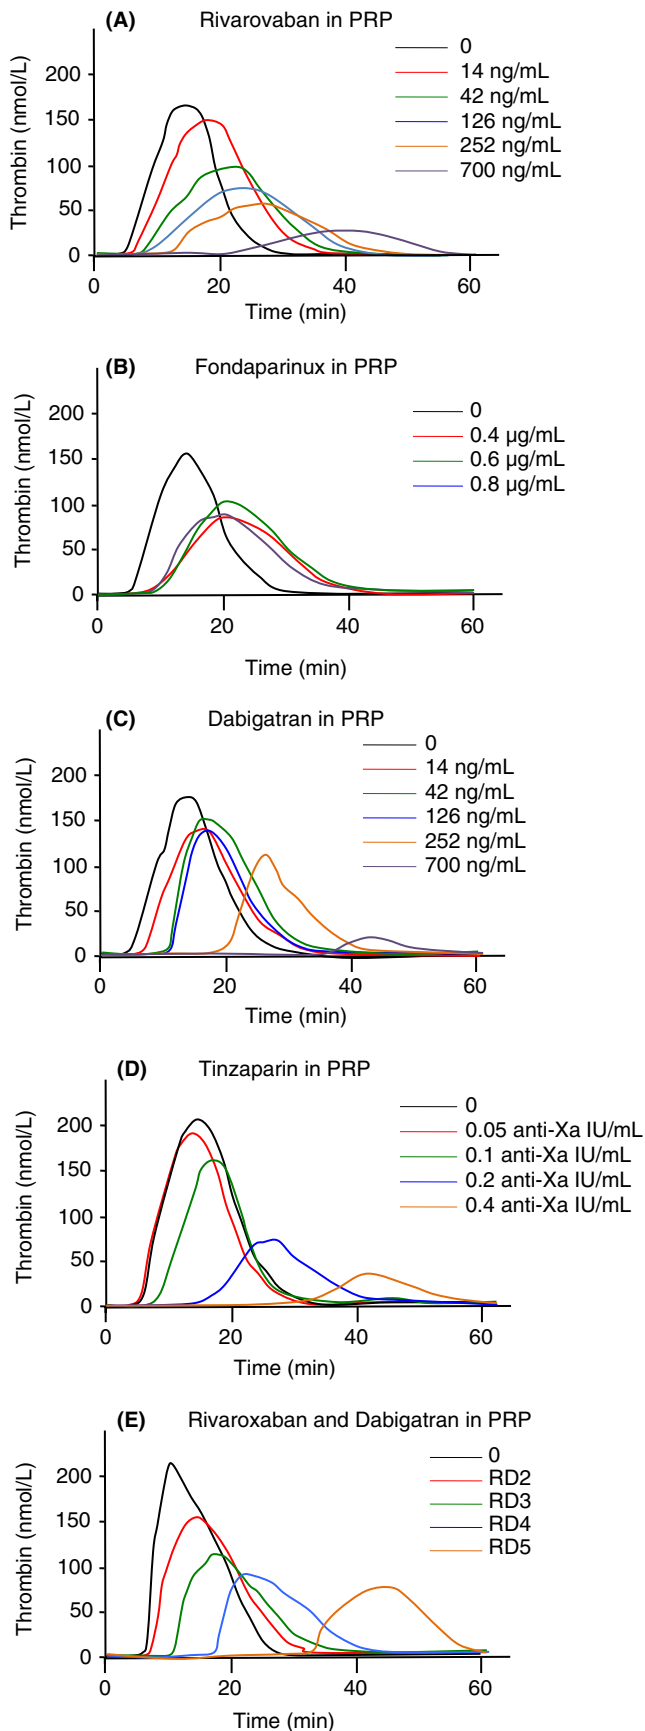 (A) Rivarovaban in PRP
0
14 ng/mL
42 ng/mL
126 ng/mL
252 ng/mL
700 ng/mL
Thrombin (nmol/L)
200
150
100
50
0
0 20 40 60
Time (min)
(B) Fondaparinux in PRP
0
0.4 µg/mL
0.6 µg/mL
0.8 µg/mL
Thrombin (nmol/L)
200
150
100
50
0
0 20 40 60
Time (min)
(C) Dabigatran in PRP
0
14 ng/mL
42 ng/mL
126 ng/mL
252 ng/mL
700 ng/mL
Thrombin (nmol/L)
200
150
100
50
0
0 20 40 60
Time (min)
(D) Tinzaparin in PRP
0
0.05 anti-Xa IU/mL
0.1 anti-Xa IU/mL
0.2 anti-Xa IU/mL
0.4 anti-Xa IU/mL
Thrombin (nmol/L)
200
150
100
50
0
0 20 40 60
Time (min)
(E) Rivaroxaban and Dabigatran in PRP
0
RD2
RD3
RD4
RD5
Thrombin (nmol/L)
200
150
100
50
0
0 20 40 60
Time (min)